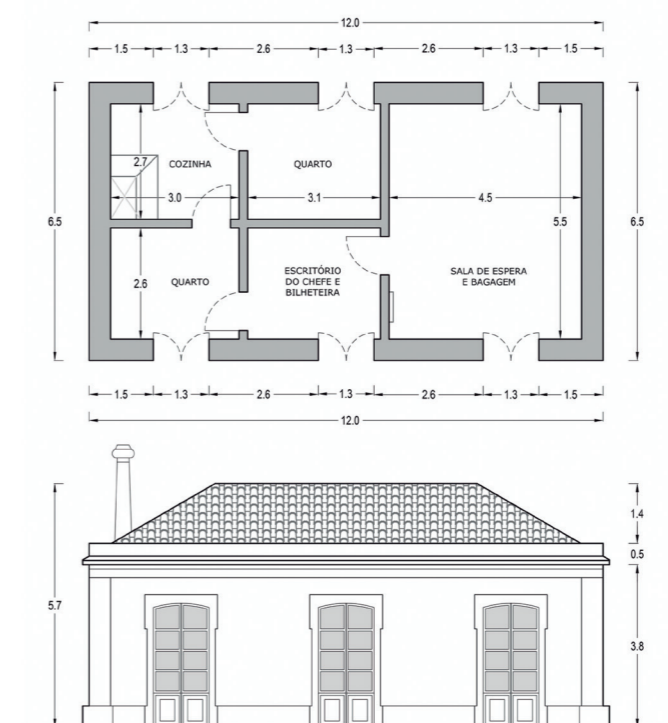 12.0
1.5 1.3 2.6 1.3 2.6 1.3 1.5
2.7 COZINHA QUARTO
3.0 3.1 4.5
6.5 5.5 6.5
2.6 QUARTO
ESCRITÓRIO
DO CHEFE E
BILHETEIRA
SALA DE ESPERA
E BAGAGEM
1.5 1.3 2.6 1.3 2.6 1.3 1.5
12.0
1.4
0.5
5.7
3.8